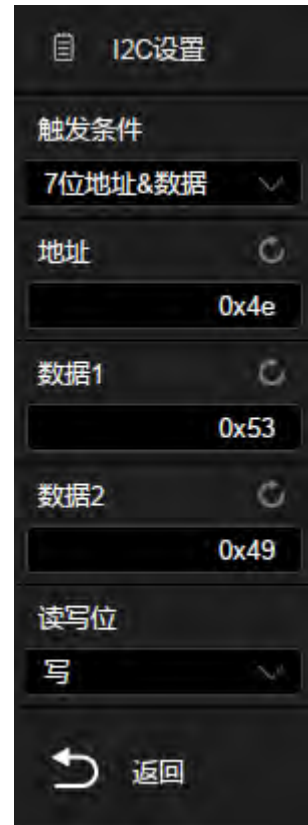 I2C设置
触发条件
7位地址&数据
地址
0x4e
数据1
0x53
数据2
0x49
读写位
写
返回